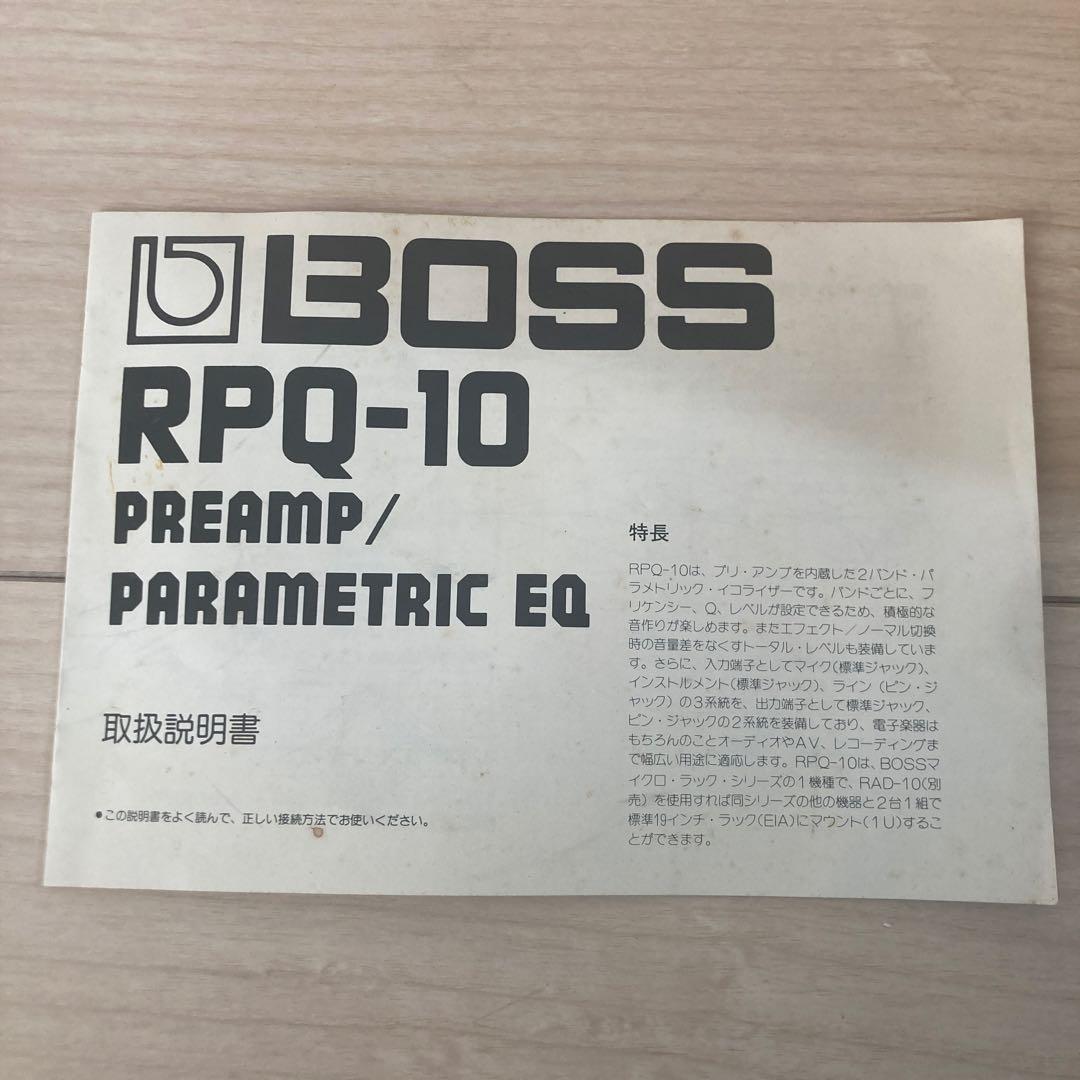 BOSS
RPQ-10
PREAMP/
PARAMETRIC EQ
取扱説明書
●この説明書をよく読んで、正しい接続方法でお使いください。
特長
RPQ-10は、プリ・アンプを内蔵した2バンド・パ
ラメトリック・イコライザーです。バンドごとに、フ
リケンシー、Q、レベルが設定できるため、積極的な
音作りが楽しめます。またエフェクト/ノーマル切換
時の音量差をなくすトータル・レベルも装備していま
す。さらに、入力端子としてマイク(標準ジャック)、
インストルメント(標準ジャック)、ライン(ピン・ジ
ャック)の3系統を、出力端子として標準ジャック、
ピン・ジャックの2系統を装備しており、電子楽器は
もちろんのことオーディオやAV、レコーディングま
で幅広い用途に適応します。RPQ-10は、BOSSマ
イクロ・ラック・シリーズの1機種で、RAD-10(別
売)を使用すれば同シリーズの他の機器と2台1組で
標準19インチ・ラック(EIA)にマウント(1U)するこ
とができます。